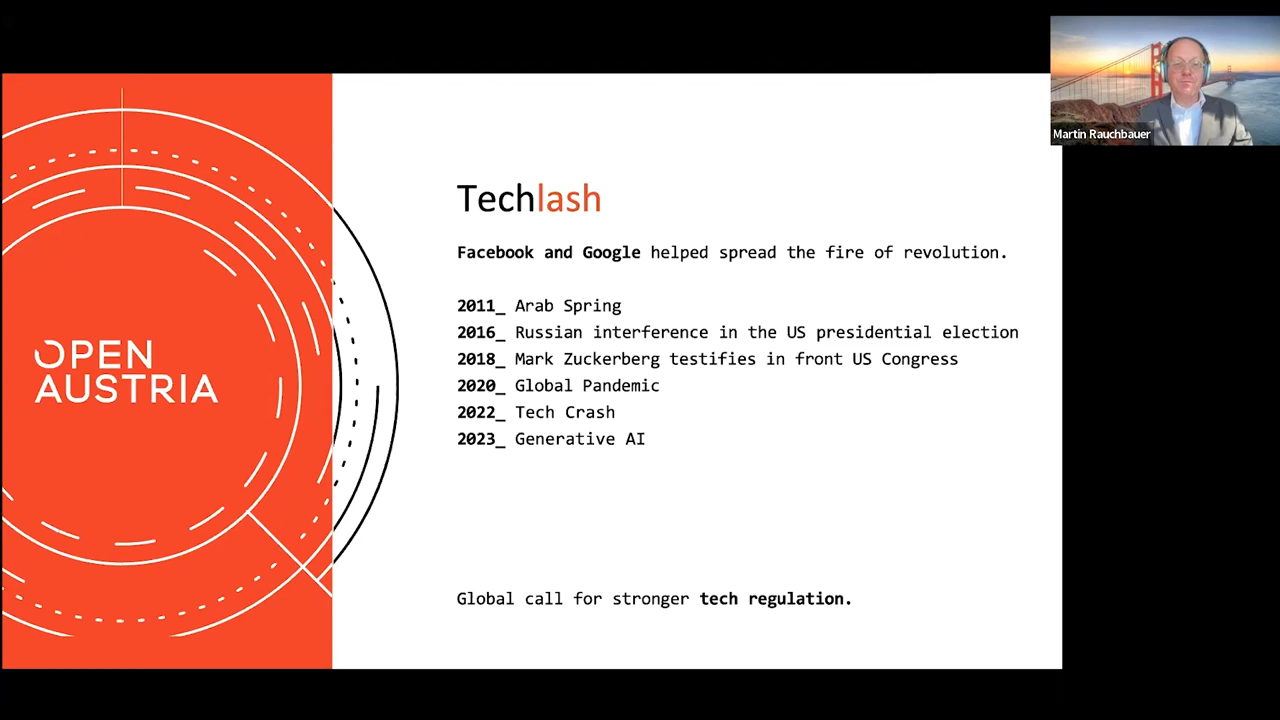 Martin Rauchbauer
OPEN
AUSTRIA
Techlash
Facebook and Google helped spread the fire of revolution.
2011_ Arab Spring
2016_ Russian interference in the US presidential election
2018_ Mark Zuckerberg testifies in front US Congress
2020_ Global Pandemic
2022_ Tech Crash
2023_ Generative AI
Global call for stronger tech regulation.